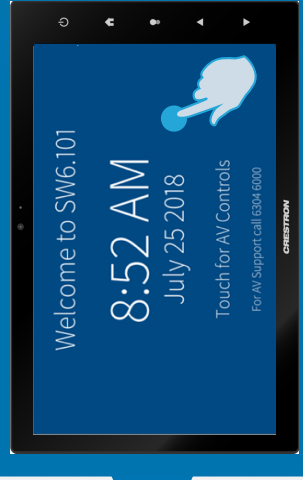 Welcome to SW6.101
8:52 AM
July 25 2018
Touch for AV Controls
For AV Support call 6304 6000
CRESTRON